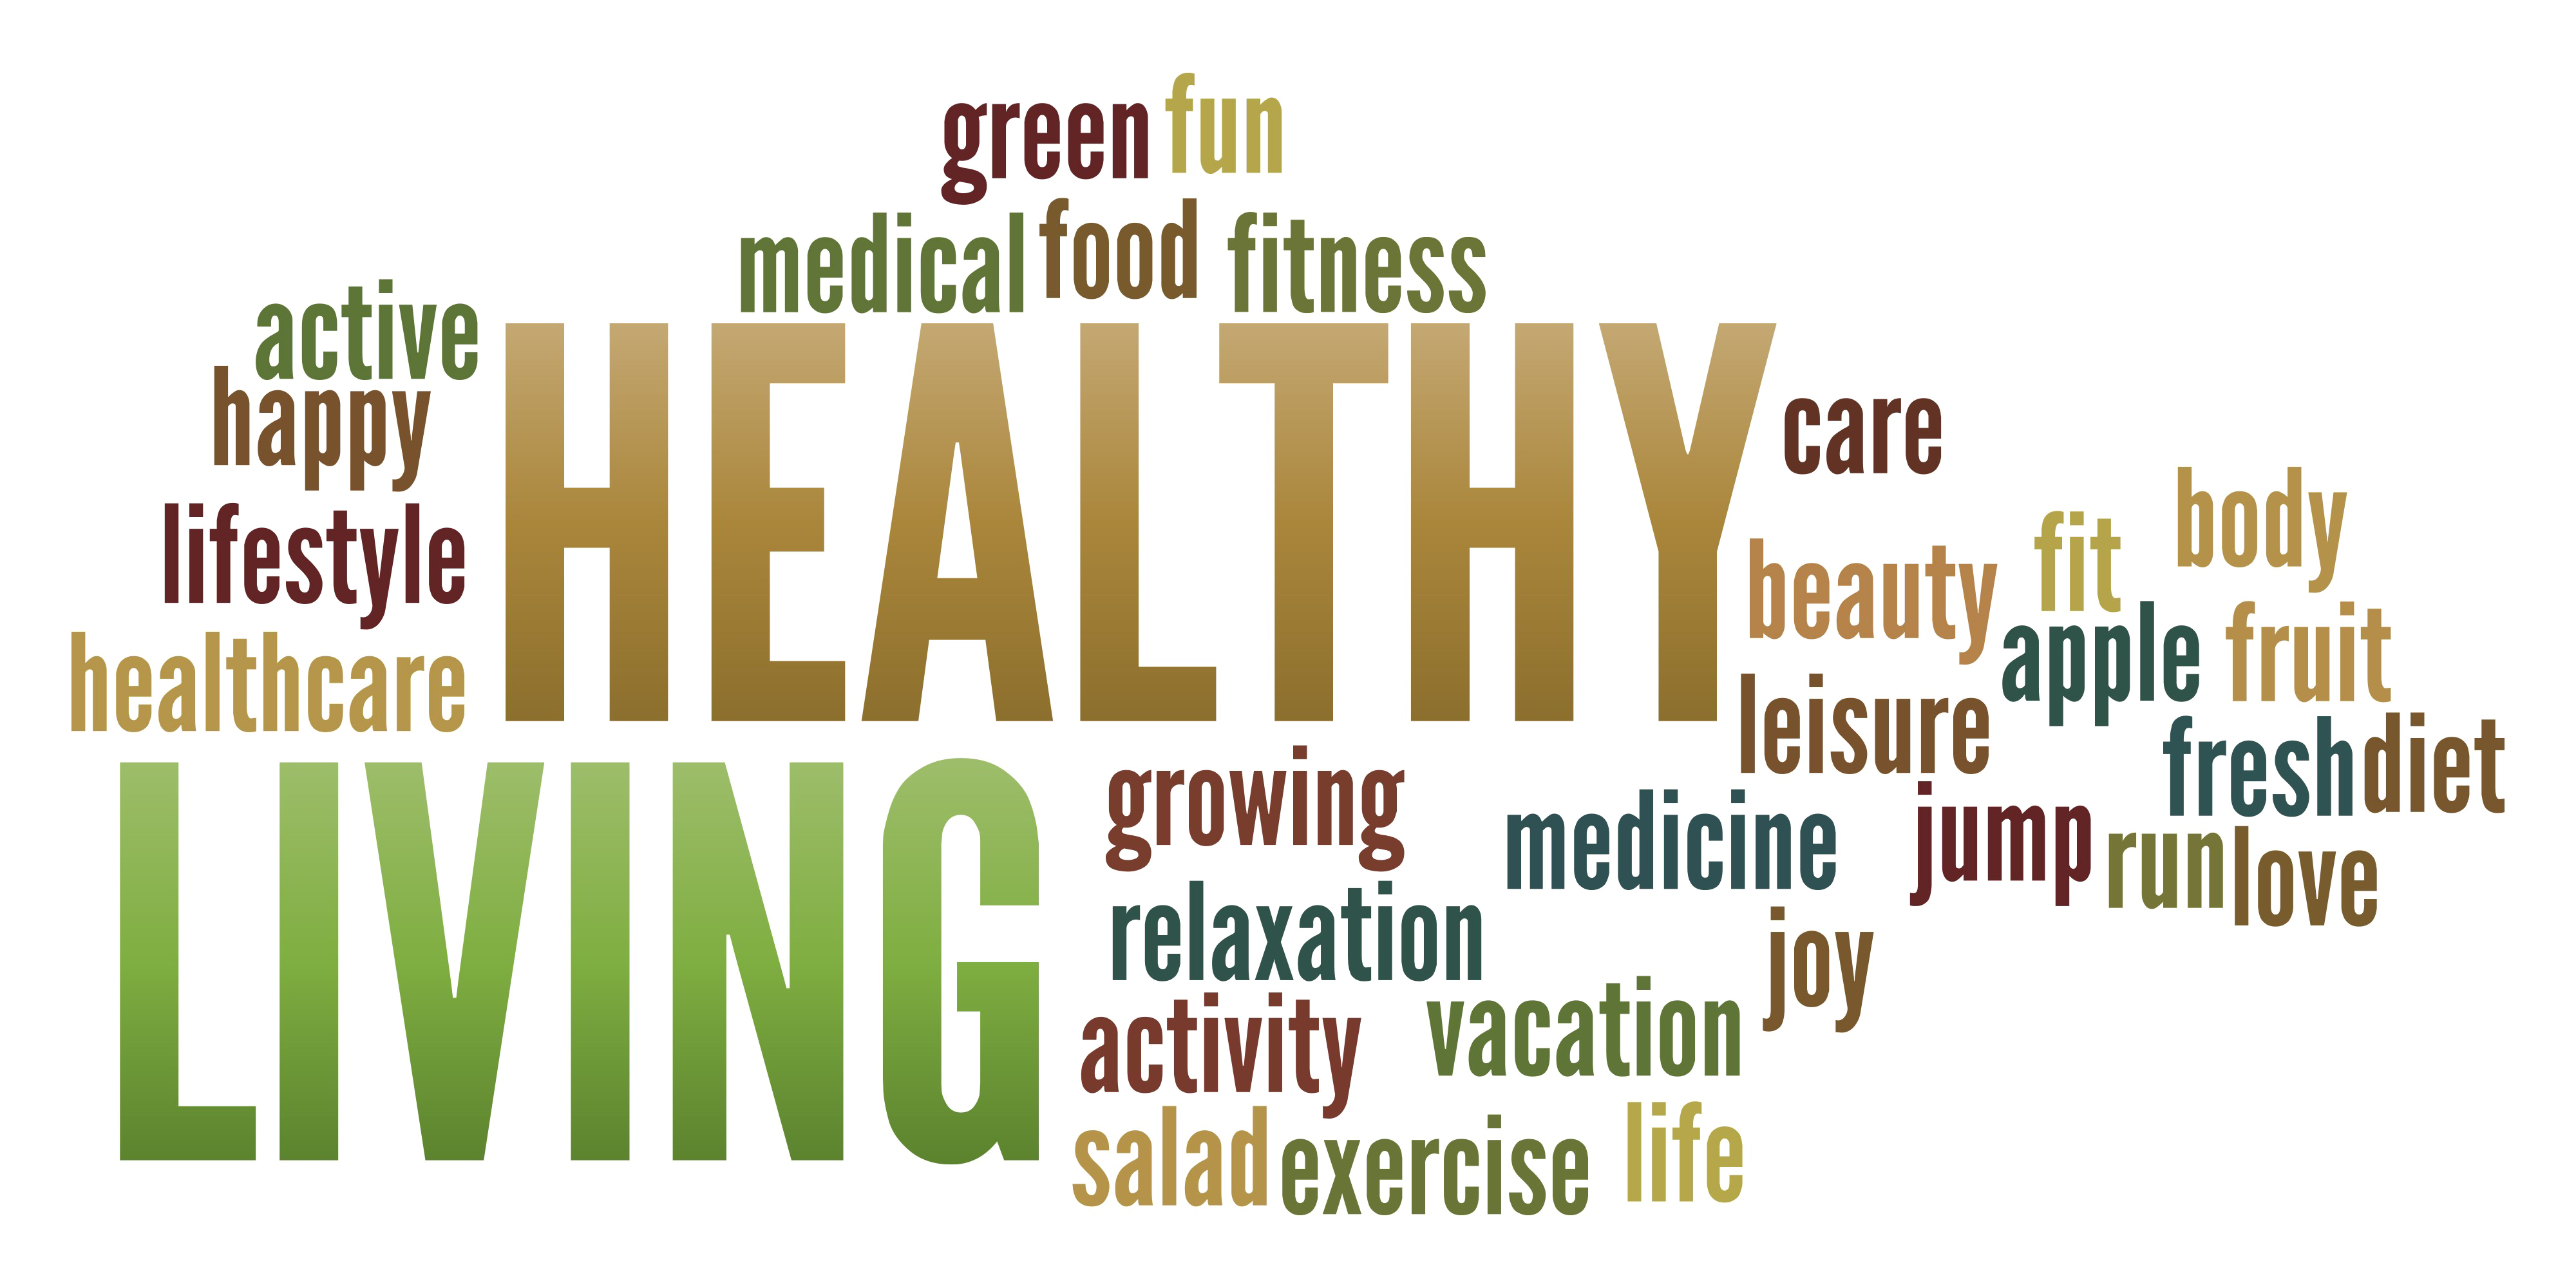 green fun
medical food fitness
active
happy
lifestyle
healthcare
HEALTHY
care
body
beauty fit
apple fruit
leisure
fresh diet
LIVING
growing
medicine jump run love
relaxation
joy
activity vacation
salad exercise life